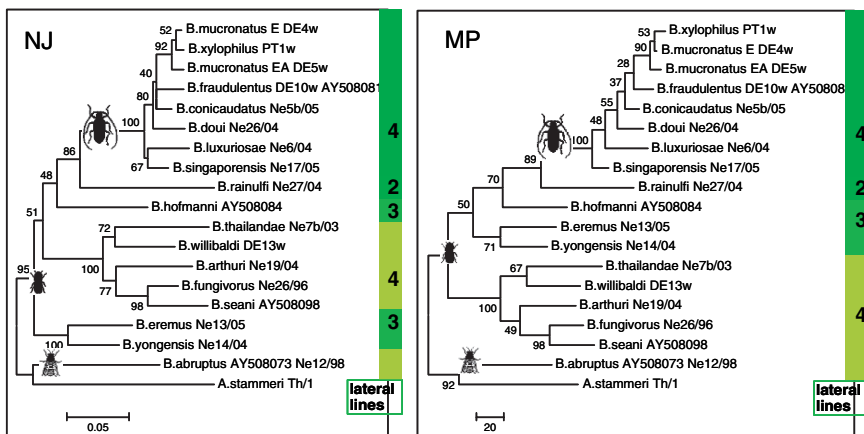 NJ
52 B.mucronatus E DE4w
92 B.xylophilus PT1w
B.mucronatus EA DE5w
40 B.fraudulentus DE10w AY508081
80 B.conicaudatus Ne5b/05
100 B.doui Ne26/04
4
B.luxuriosae Ne6/04
86 67 B.singaporensis Ne17/05
48 B.rainulfi Ne27/04 2
B.hofmanni AY508084 3
51 72 B.thailandae Ne7b/03
B.willibaldi DE13w
100 B.arthuri Ne19/04
95 77 B.fungivorus Ne26/96 4
98 B.seani AY508098
B.eremus Ne13/05 3
100 B.yongensis Ne14/04
B.abruptus AY508073 Ne12/98
A.stammeri Th/1
lateral
lines
0.05
MP
53 B.xylophilus PT1w
90 B.mucronatus E DE4w
28 B.mucronatus EA DE5w
37 B.fraudulentus DE10w AY50808
55 B.conicaudatus Ne5b/05
48 B.doui Ne26/04
4
100 B.luxuriosae Ne6/04
89 B.singaporensis Ne17/05
70 B.rainulfi Ne27/04 2
50 B.hofmanni AY508084
3
B.eremus Ne13/05
71 B.yongensis Ne14/04
67 B.thailandae Ne7b/03
B.willibaldi DE13w
100 B.arthuri Ne19/04
4
49 B.fungivorus Ne26/96
98 B.seani AY508098
B.abruptus AY508073 Ne12/98
92 A.stammeri Th/1
lateral
lines
20